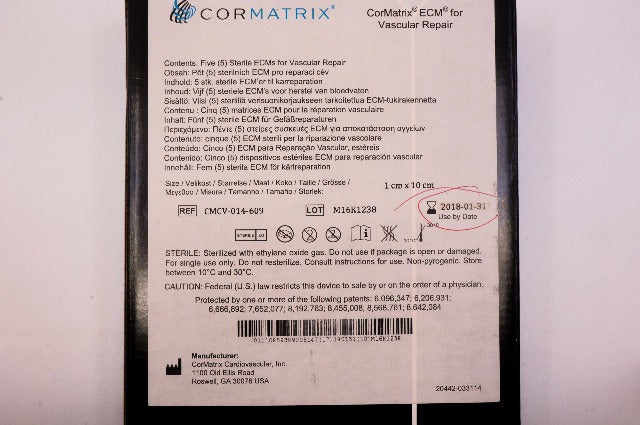 CORMATRIX®
CorMatrix® ECM® for
Vascular Repair
Contents: Five (5) Sterile ECMs for Vascular Repair
Obsah: Pět (5) sterilních ECM pro reparaci cév
Indhold: 5 stk. sterile ECM'er til karreparation
Inhoud: Vijf (5) steriele ECM's voor herstel van bloedvaten
Sisältö: Viisi (5) steriiliä verisuonikorjaukseen tarkoitettua ECM-tukirakennetta
Contenu : Cinq (5) matrices ECM pour la réparation vasculaire
Inhalt: Fünf (5) sterile ECM für Gefäßreparaturen
Περιεχόμενο: Πέντε (5) στείρες συσκευές ECM για αποκατάσταση αγγείων
Contenuto: cinque (5) ECM sterili per la riparazione vascolare
Conteúdo: Cinco (5) ECM para Reparação Vascular, estéreis
Contenido: Cinco (5) dispositivos estériles ECM para reparación vascular
Innehåll: Fem (5) sterila ECM för kärlreparation
Size / Velikost / Størrelse / Maat / Koko / Taille / Grösse /
Μεγεθος / Misura / Tamanho / Tamaño / Storlek:
1 cm x 10 cm
REF CMCV-014-609
LOT M16K1238
2018-01-31
Use by Date
STERILE EO
30°C
10°C
STERILE: Sterilized with ethylene oxide gas. Do not use if package is open or damaged.
For single use only. Do not resterilize. Consult instructions for use. Non-pyrogenic. Store
between 10°C and 30°C.
CAUTION: Federal (U.S.) law restricts this device to sale by or on the order of a physician.
Protected by one or more of the following patents: 6,096,347; 6,206,931;
6,666,892; 7,652,077; 8,192,763; 8,455,008; 8,568,761; 8,642,084
Manufacturer:
CorMatrix Cardiovascular, Inc.
1100 Old Ellis Road
Roswell, GA 30076 USA
20442-033114